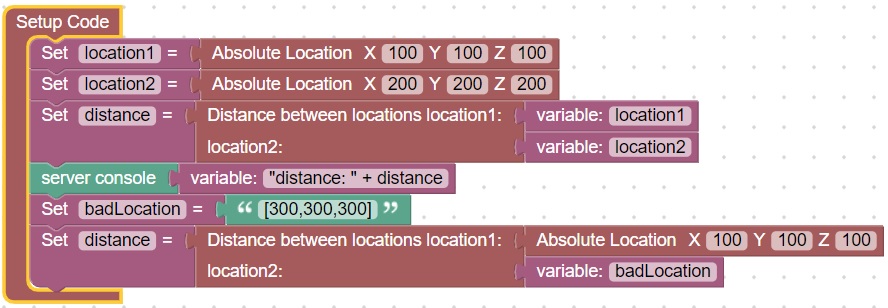 Setup Code
Set location1 = Absolute Location X 100 Y 100 Z 100
Set location2 = Absolute Location X 200 Y 200 Z 200
Set distance = Distance between locations location1: variable: location1
location2: variable: location2
server console variable: "distance: " + distance
Set badLocation = “ [300,300,300] ”
Set distance = Distance between locations location1: Absolute Location X 100 Y 100 Z 100
location2: variable: badLocation